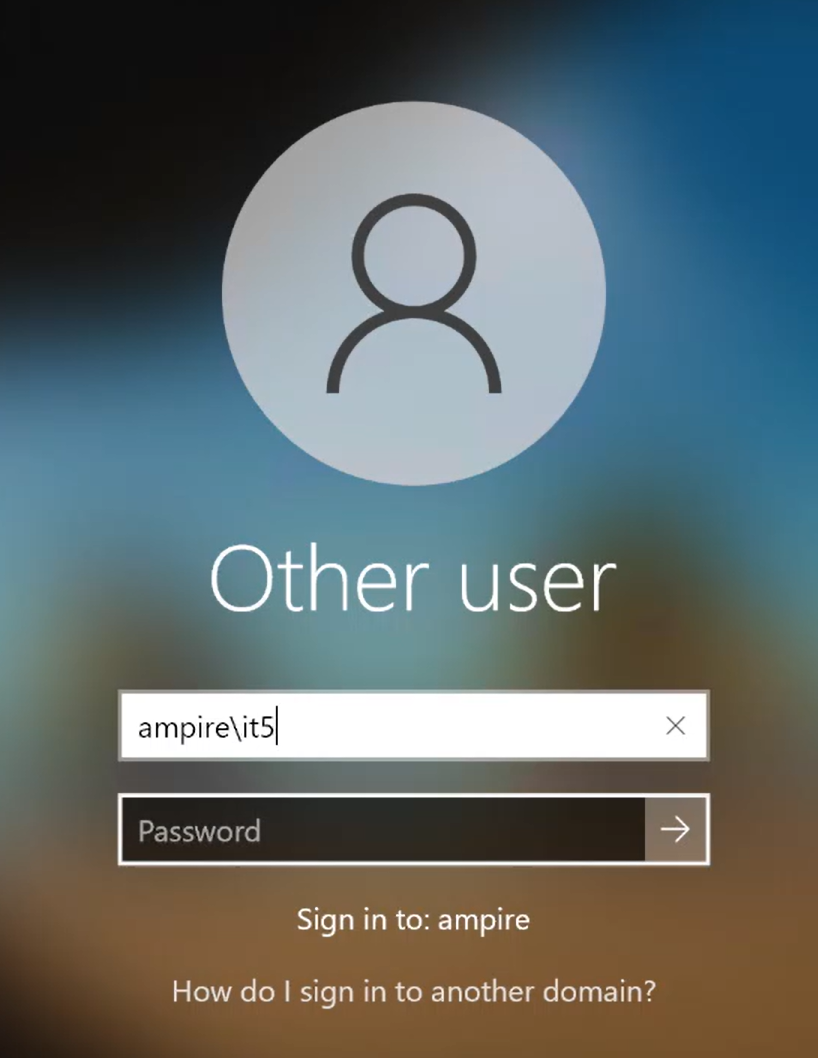 Other user
ampire\it5
Password
Sign in to: ampire
How do I sign in to another domain?